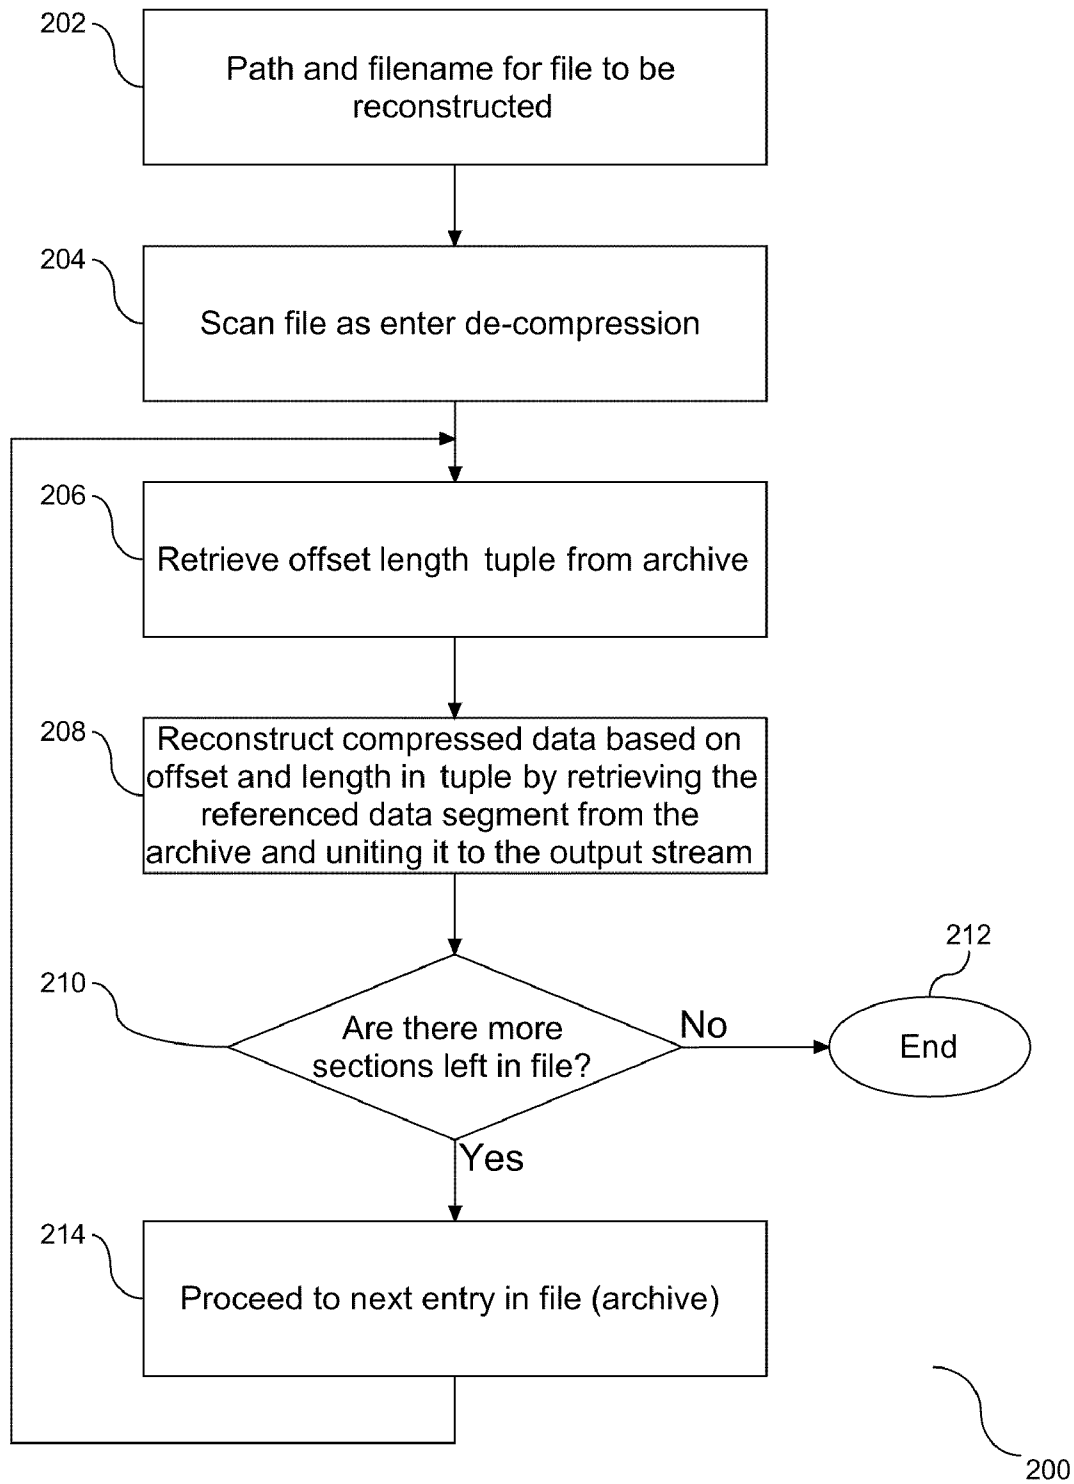 202
Path and filename for file to be
reconstructed
204
Scan file as enter de-compression
206
Retrieve offset length tuple from archive
208
Reconstruct compressed data based on
offset and length in tuple by retrieving the
referenced data segment from the
archive and uniting it to the output stream
210
Are there more
sections left in file?
No
212
End
Yes
214
Proceed to next entry in file (archive)
200